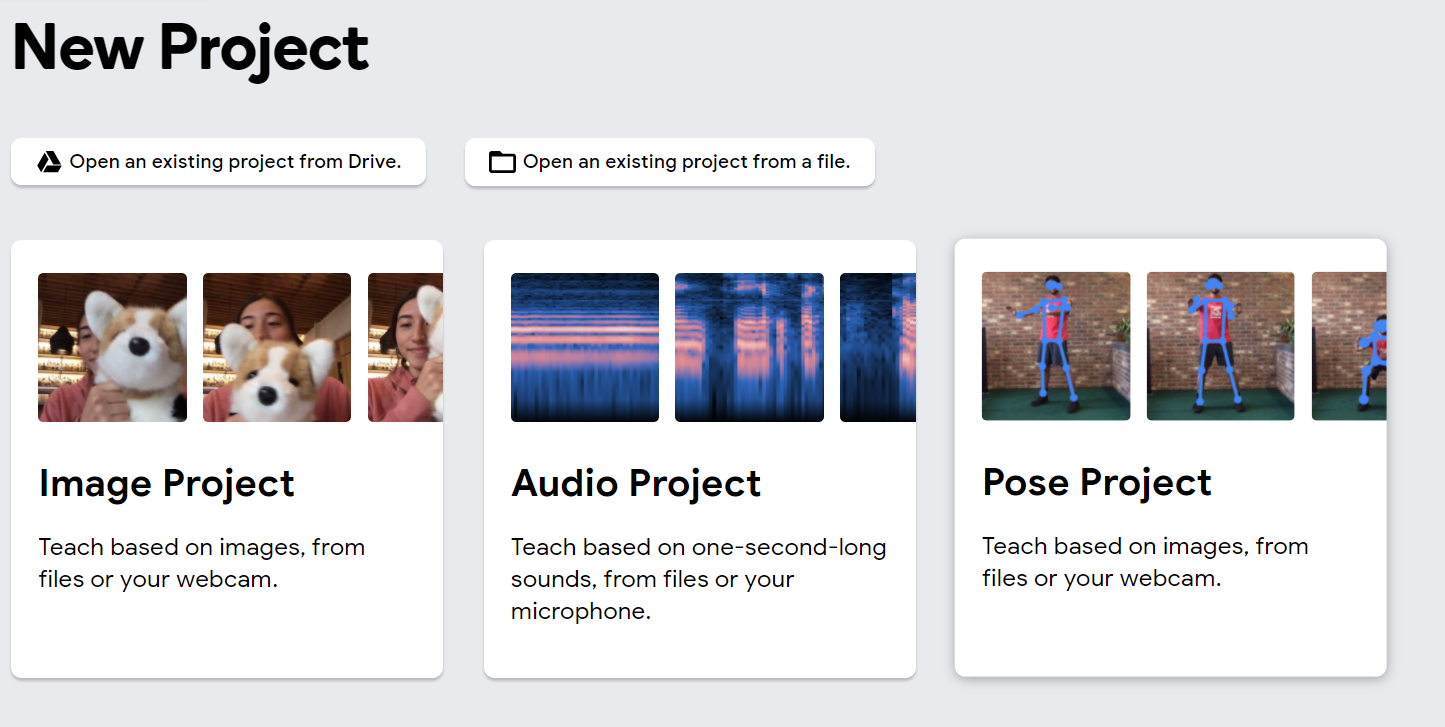 New Project
Open an existing project from Drive.
Open an existing project from a file.
Image Project
Teach based on images, from
files or your webcam.
Audio Project
Teach based on one-second-long
sounds, from files or your
microphone.
Pose Project
Teach based on images, from
files or your webcam.